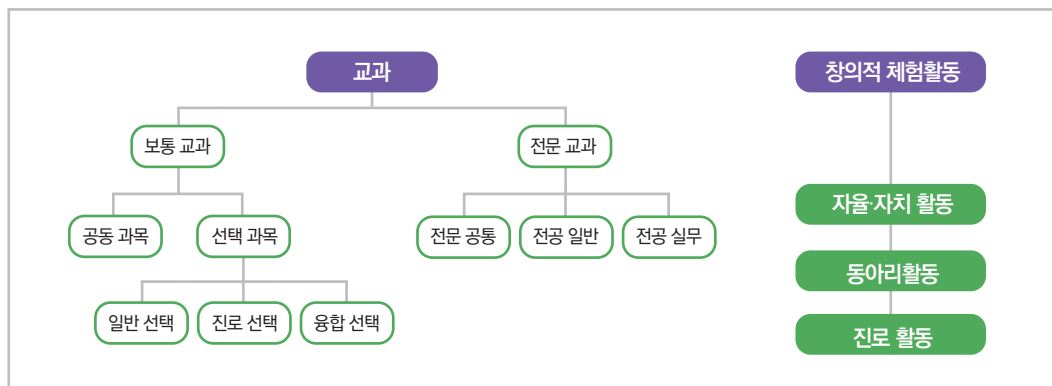 교과
창의적 체험활동
보통 교과
전문 교과
공동 과목
선택 과목
전문 공통
전공 일반
전공 실무
자율·자치 활동
동아리활동
일반 선택
진로 선택
융합 선택
진로 활동